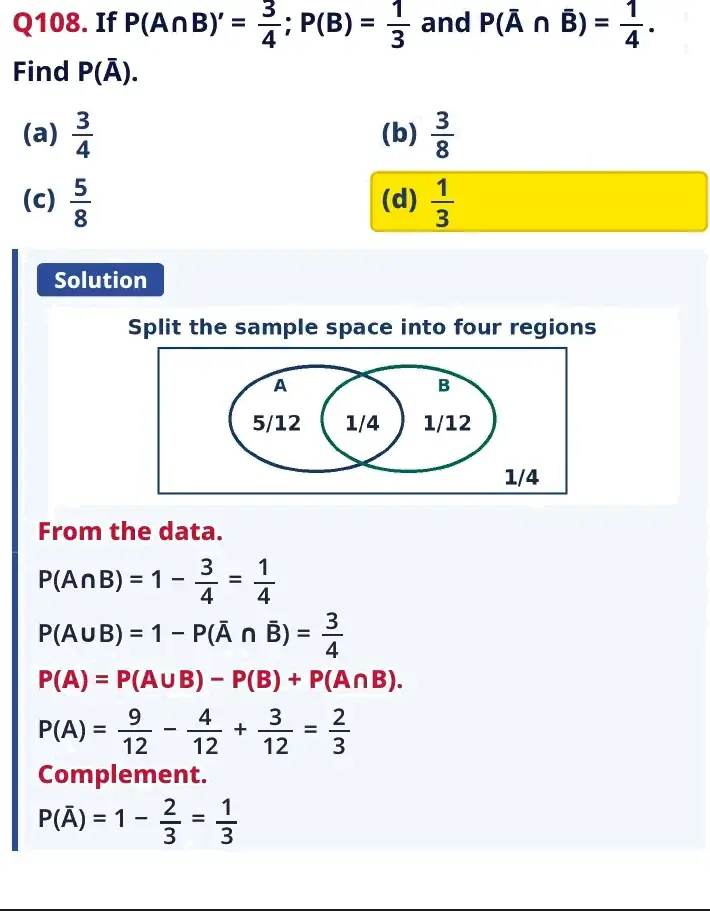 Q108. If P(A∩B)′ = 3/4; P(B) = 1/3 and P(Ā ∩ B̄) = 1/4.
Find P(Ā).
(a) 3/4 (b) 3/8
(c) 5/8 (d) 1/3
Solution
Split the sample space into four regions
A B
5/12 1/4 1/12
1/4
From the data.
P(A∩B) = 1 − 3/4 = 1/4
P(A∪B) = 1 − P(Ā ∩ B̄) = 3/4
P(A) = P(A∪B) − P(B) + P(A∩B).
P(A) = 9/12 − 4/12 + 3/12 = 2/3
Complement.
P(Ā) = 1 − 2/3 = 1/3